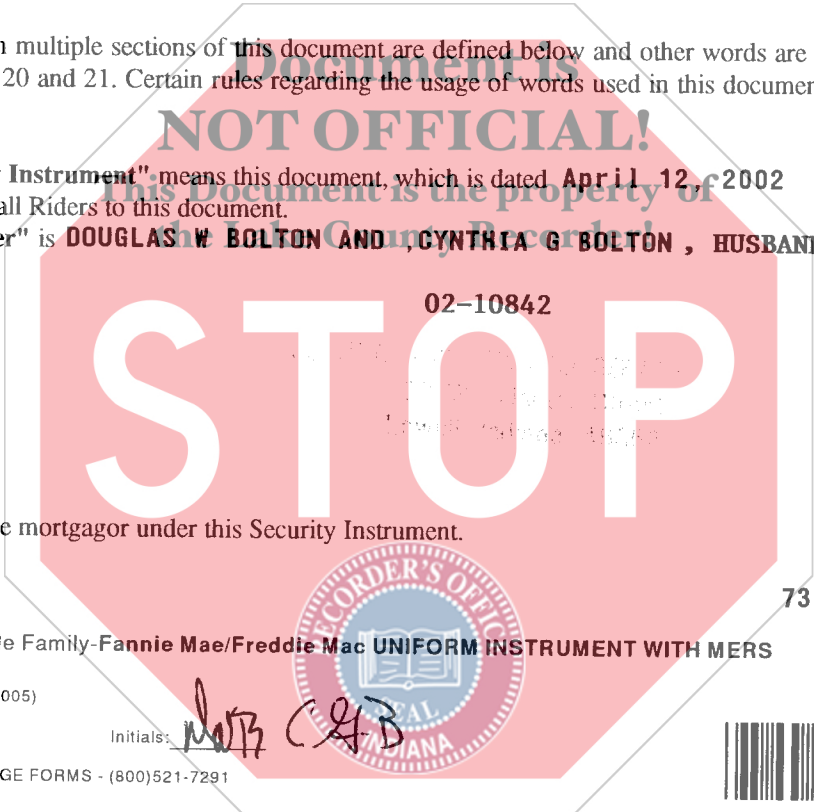 n multiple sections of this document are defined below and other words are
Document is
20 and 21. Certain rules regarding the usage of words used in this documen
NOT OFFICIAL!
Instrument" means this document, which is dated April 12, 2002
This Document is the property of
all Riders to this document.
the Lake County Recorder!
er" is DOUGLAS W BOLTON AND ,CYNTHIA G BOLTON , HUSBAND
02-10842
STOP
e mortgagor under this Security Instrument.
RECORDER'S OFFICE
73
e Family-Fannie Mae/Freddie Mac UNIFORM INSTRUMENT WITH MERS
005)
SEAL
Initials: DWB CGB
INDIANA
GE FORMS - (800)521-7291